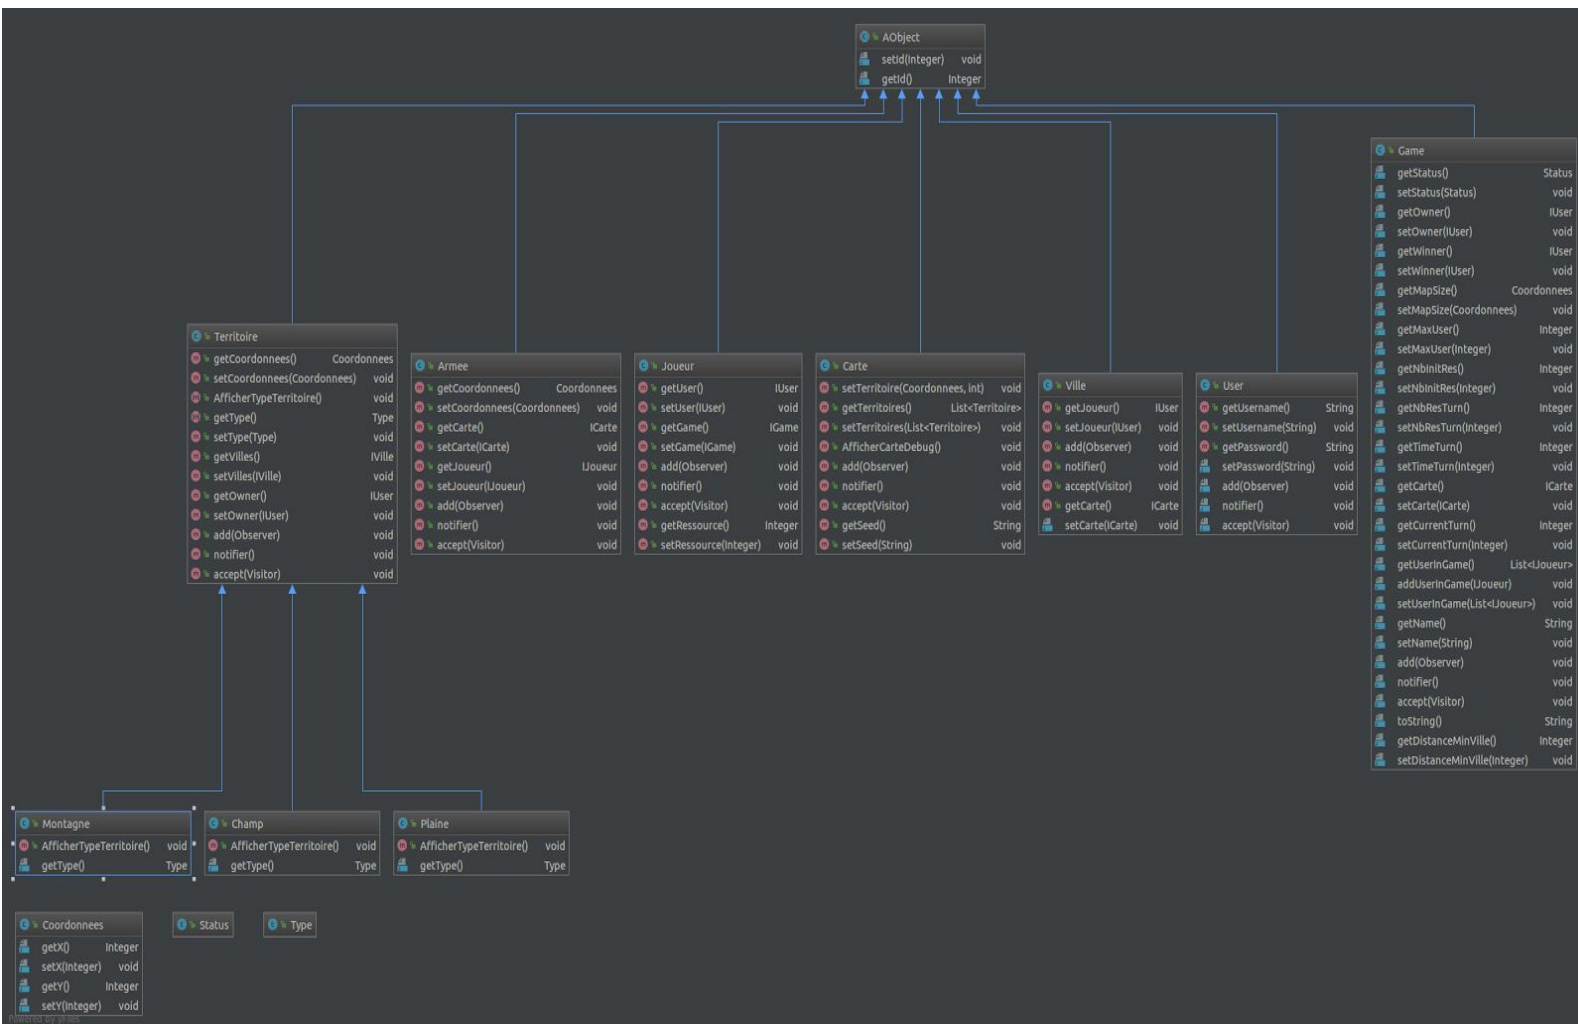 AObject
setId(Integer) void
getId() Integer
Game
getStatus() Status
setStatus(Status) void
getOwner() IUser
setOwner(IUser) void
getWinner() IUser
setWinner(IUser) void
getMapSize() Coordonnees
setMapSize(Coordonnees) void
getMaxUser() Integer
setMaxUser(Integer) void
getNbInitRes() Integer
setNbInitRes(Integer) void
getNbResTurn() Integer
setNbResTurn(Integer) void
getTimeTurn() Integer
setTimeTurn(Integer) void
getCarte() ICarte
setCarte(ICarte) void
getCurrentTurn() Integer
setCurrentTurn(Integer) void
getUserInGame() List<IJoueur>
addUserInGame(IJoueur) void
setUserInGame(List<IJoueur>) void
getName() String
setName(String) void
add(Observer) void
notifier() void
accept(Visitor) void
toString() String
getDistanceMinVille() Integer
setDistanceMinVille(Integer) void
Territoire
getCoordonnees() Coordonnees
setCoordonnees(Coordonnees) void
AfficherTypeTerritoire() void
getType() Type
setType(Type) void
getVilles() IVille
setVilles(IVille) void
getOwner() IUser
setOwner(IUser) void
add(Observer) void
notifier() void
accept(Visitor) void
Armee
getCoordonnees() Coordonnees
setCoordonnees(Coordonnees) void
getCarte() ICarte
setCarte(ICarte) void
getJoueur() IJoueur
setJoueur(IJoueur) void
add(Observer) void
notifier() void
accept(Visitor) void
Joueur
getUser() IUser
setUser(IUser) void
getGame() IGame
setGame(IGame) void
add(Observer) void
notifier() void
accept(Visitor) void
getRessource() Integer
setRessource(Integer) void
Carte
setTerritoire(Coordonnees, int) void
getTerritoires() List<Territoire>
setTerritoires(List<Territoire>) void
AfficherCarteDebug() void
add(Observer) void
notifier() void
accept(Visitor) void
getSeed() String
setSeed(String) void
Ville
getJoueur() IUser
setJoueur(IUser) void
add(Observer) void
notifier() void
accept(Visitor) void
getCarte() ICarte
setCarte(ICarte) void
User
getUsername() String
setUsername(String) void
getPassword() String
setPassword(String) void
add(Observer) void
notifier() void
accept(Visitor) void
Montagne
AfficherTypeTerritoire() void
getType() Type
Champ
AfficherTypeTerritoire() void
getType() Type
Plaine
AfficherTypeTerritoire() void
getType() Type
Coordonnees
getX() Integer
setX(Integer) void
getY() Integer
setY(Integer) void
Status
Type
Powered by yFiles